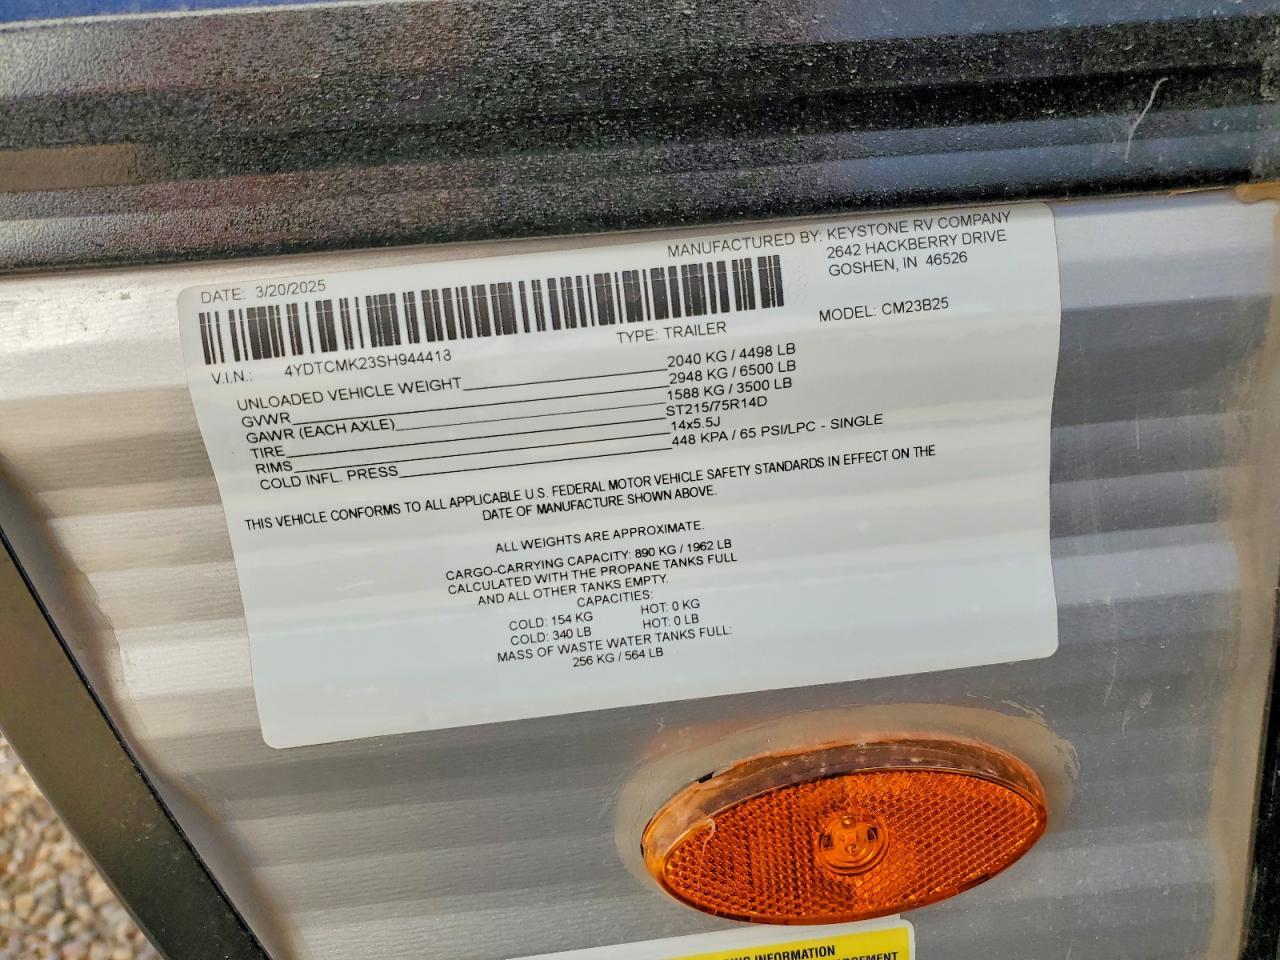 MANUFACTURED BY: KEYSTONE RV COMPANY
2642 HACKBERRY DRIVE
GOSHEN, IN 46526
DATE: 3/20/2025
V.I.N.: 4YDTCMK23SH944413
TYPE: TRAILER
MODEL: CM23B25
UNLOADED VEHICLE WEIGHT 2040 KG / 4498 LB
GVWR 2948 KG / 6500 LB
GAWR (EACH AXLE) 1588 KG / 3500 LB
TIRE ST215/75R14D
RIMS 14x5.5J
COLD INFL. PRESS 448 KPA / 65 PSI/LPC - SINGLE
THIS VEHICLE CONFORMS TO ALL APPLICABLE U.S. FEDERAL MOTOR VEHICLE SAFETY STANDARDS IN EFFECT ON THE
DATE OF MANUFACTURE SHOWN ABOVE.
ALL WEIGHTS ARE APPROXIMATE.
CARGO-CARRYING CAPACITY: 890 KG / 1962 LB
CALCULATED WITH THE PROPANE TANKS FULL
AND ALL OTHER TANKS EMPTY.
CAPACITIES:
COLD: 154 KG HOT: 0 KG
COLD: 340 LB HOT: 0 LB
MASS OF WASTE WATER TANKS FULL:
256 KG / 564 LB
INFORMATION